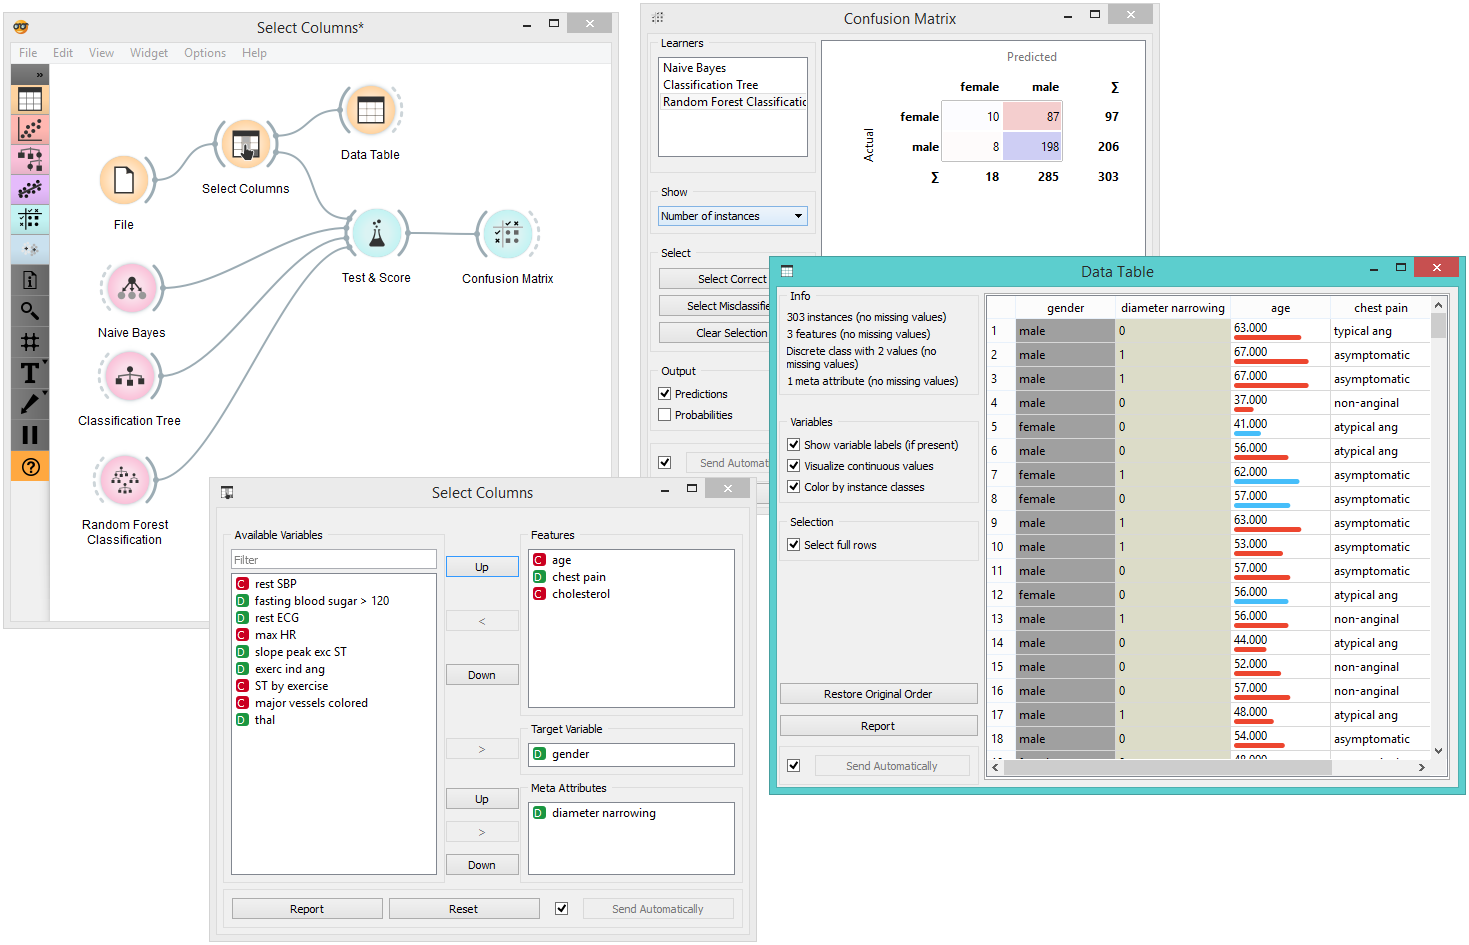 Select Columns*
File Edit View Widget Options Help
»
File
Select Columns
Data Table
Test & Score
Confusion Matrix
Naive Bayes
Classification Tree
Random Forest
Classification
T
?
Confusion Matrix
Learners
Naive Bayes
Classification Tree
Random Forest Classificatio
Show
Number of instances
Select
Select Correct
Select Misclassifie
Clear Selection
Output
Predictions
Probabilities
Send Automat
Predicted
female male Σ
Actual
female 10 87 97
male 8 198 206
Σ 18 285 303
Select Columns
Available Variables
Filter
C rest SBP
D fasting blood sugar > 120
D rest ECG
C max HR
D slope peak exc ST
D exerc ind ang
C ST by exercise
C major vessels colored
D thal
Up
<
Down
>
Up
>
Down
Features
C age
D chest pain
C cholesterol
Target Variable
D gender
Meta Attributes
D diameter narrowing
Report Reset Send Automatically
Data Table
Info
303 instances (no missing values)
3 features (no missing values)
Discrete class with 2 values (no
missing values)
1 meta attribute (no missing values)
Variables
Show variable labels (if present)
Visualize continuous values
Color by instance classes
Selection
Select full rows
Restore Original Order
Report
Send Automatically
gender diameter narrowing age chest pain
1 male 0 63.000 typical ang
2 male 1 67.000 asymptomatic
3 male 1 67.000 asymptomatic
4 male 0 37.000 non-anginal
5 female 0 41.000 atypical ang
6 male 0 56.000 atypical ang
7 female 1 62.000 asymptomatic
8 female 0 57.000 asymptomatic
9 male 1 63.000 asymptomatic
10 male 1 53.000 asymptomatic
11 male 0 57.000 asymptomatic
12 female 0 56.000 atypical ang
13 male 1 56.000 non-anginal
14 male 0 44.000 atypical ang
15 male 0 52.000 non-anginal
16 male 0 57.000 non-anginal
17 male 1 48.000 atypical ang
18 male 0 54.000 asymptomatic